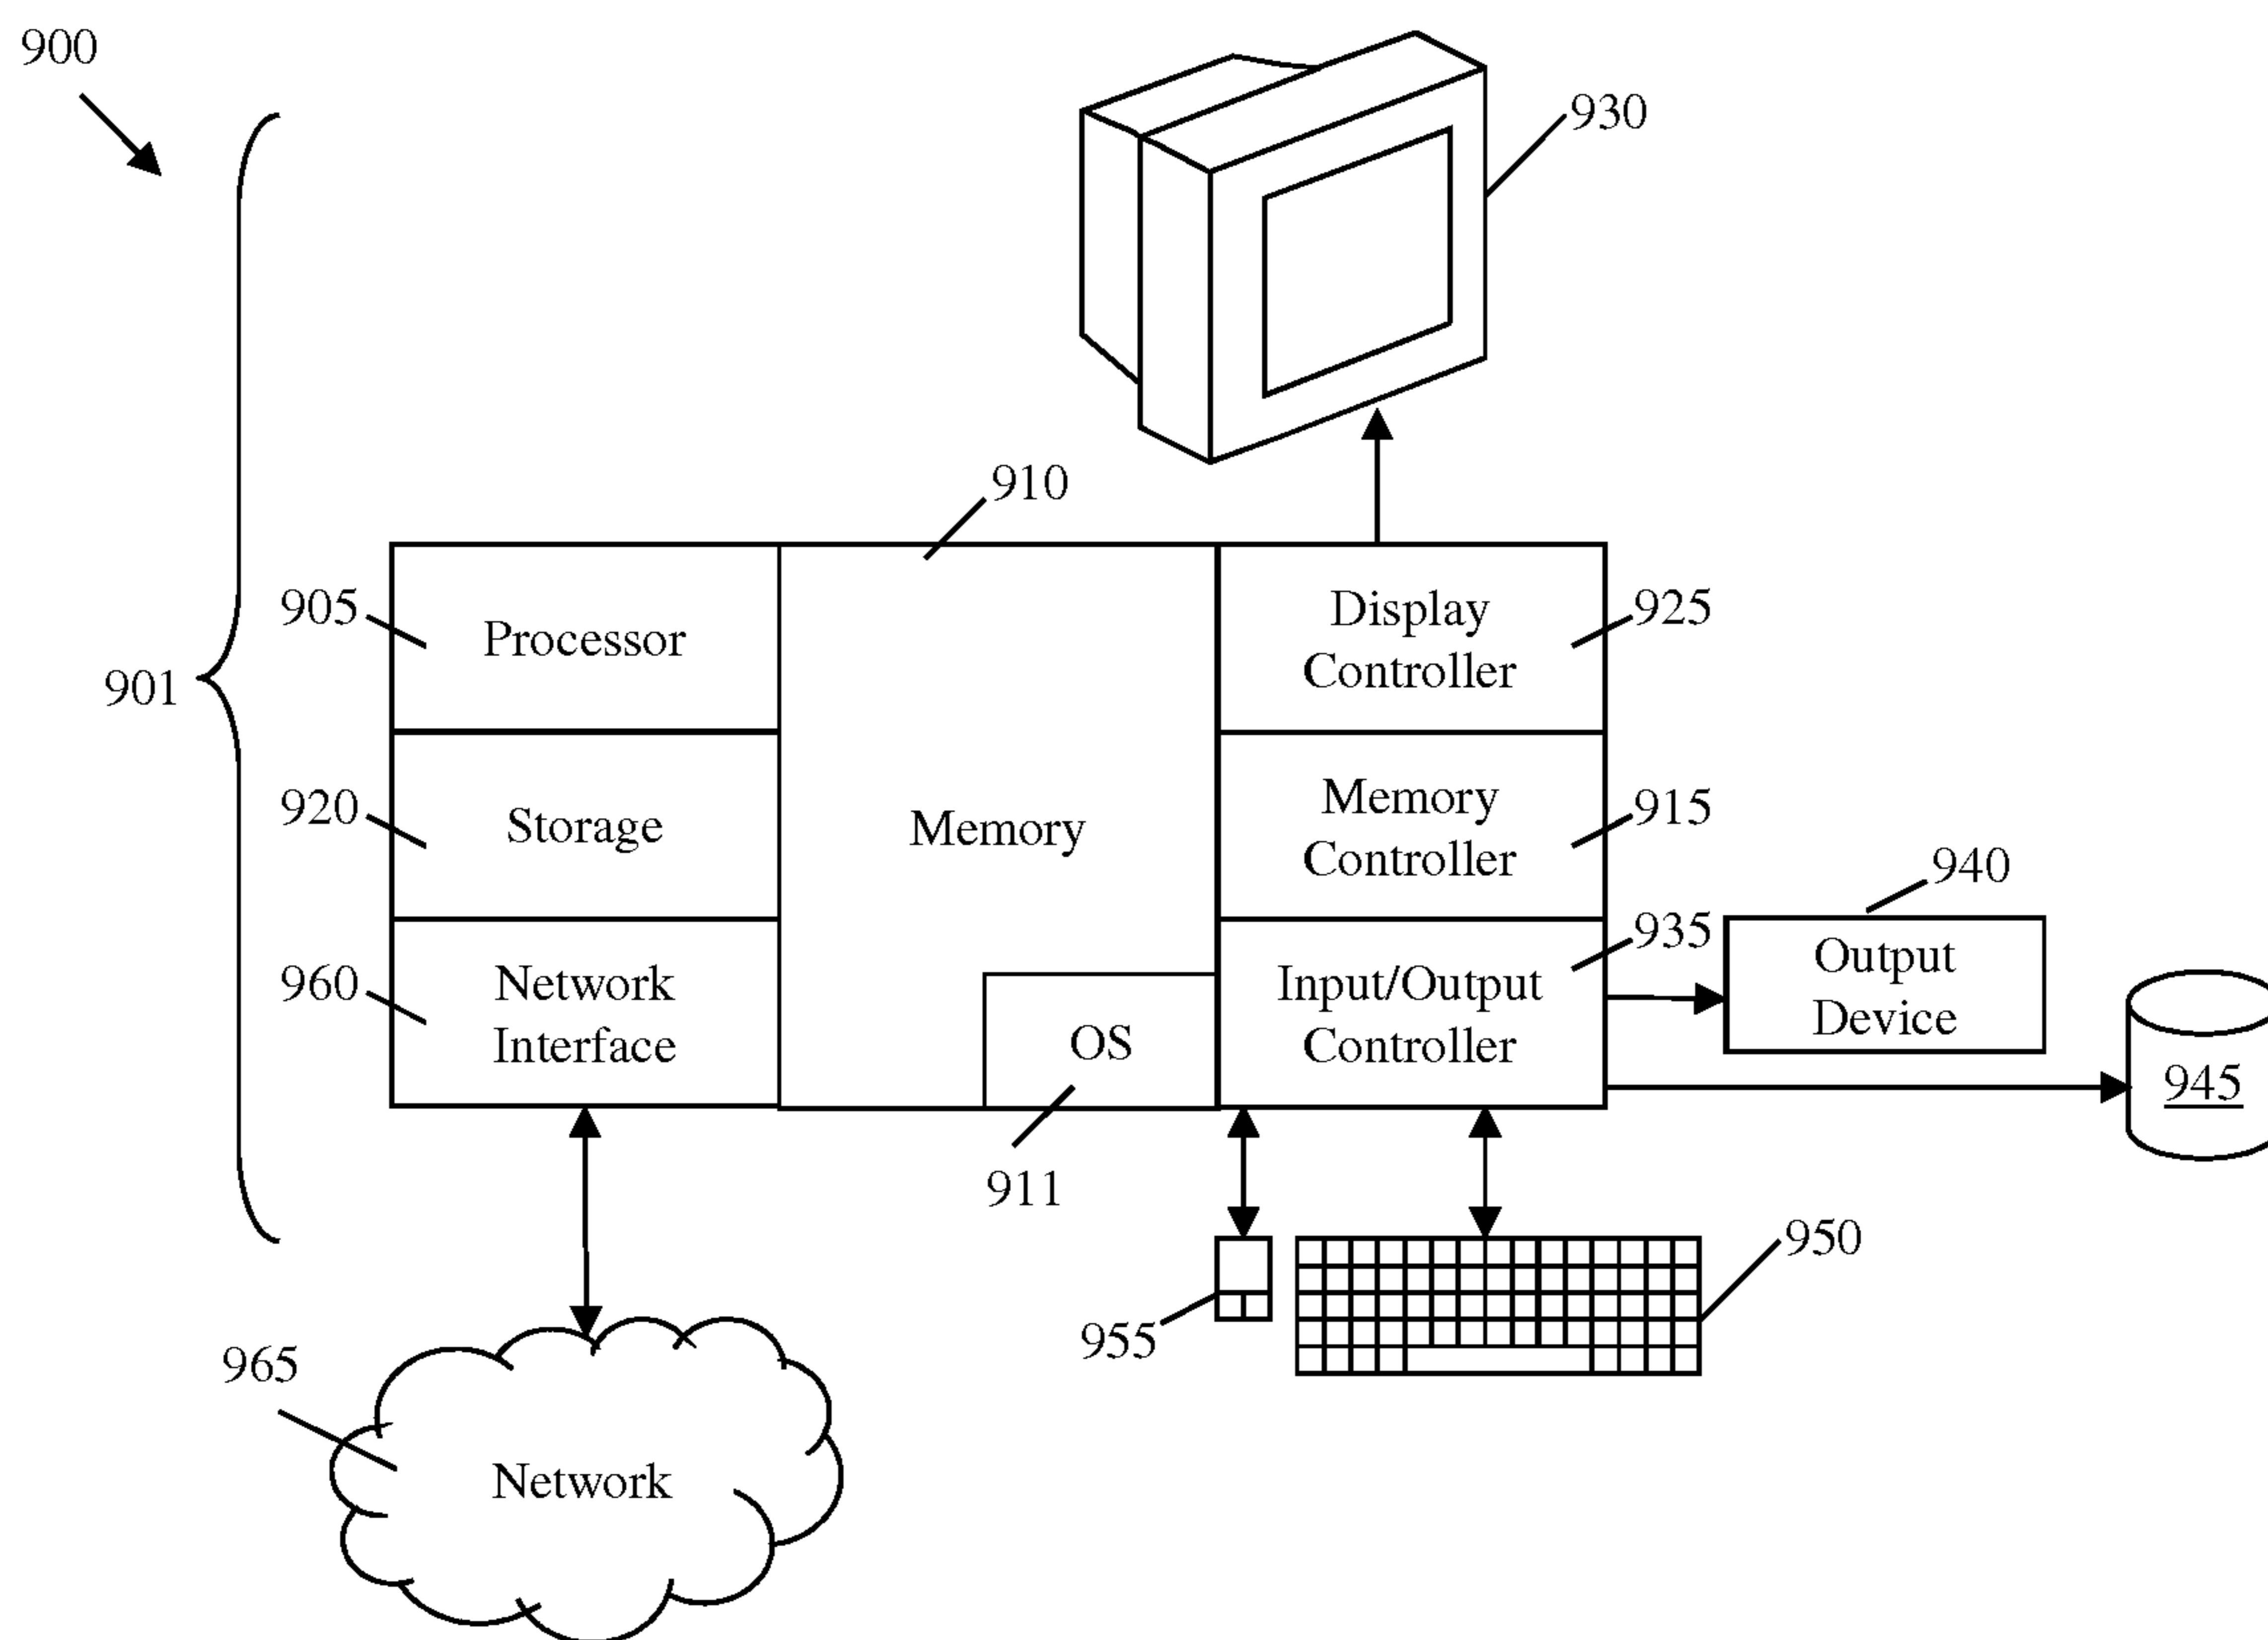 900
930
910
905
Processor
Display
Controller
925
901
920
Storage
Memory
Memory
Controller
915
940
935
960
Network
Interface
OS
Input/Output
Controller
Output
Device
945
911
950
955
965
Network